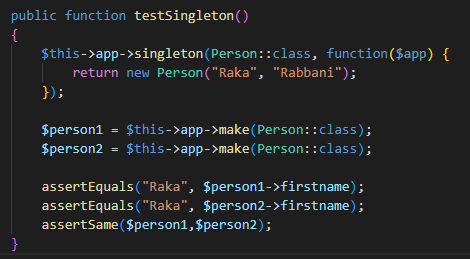 public function testSingleton()
{
    $this->app->singleton(Person::class, function($app) {
        return new Person("Raka", "Rabbani");
    });

    $person1 = $this->app->make(Person::class);
    $person2 = $this->app->make(Person::class);

    assertEquals("Raka", $person1->firstname);
    assertEquals("Raka", $person2->firstname);
    assertSame($person1,$person2);
}